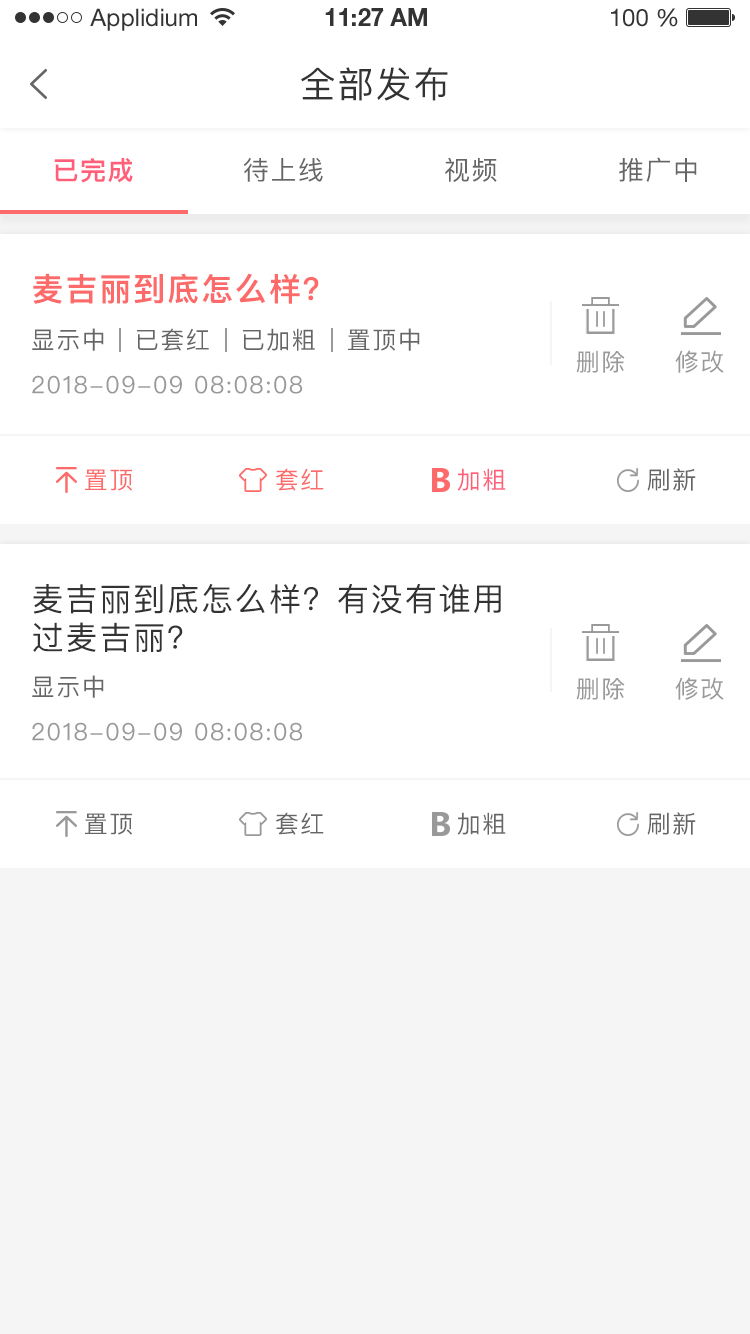 Applidium 11:27 AM 100 %
全部发布
已完成 待上线 视频 推广中
麦吉丽到底怎么样?
显示中 | 已套红 | 已加粗 | 置顶中
2018-09-09 08:08:08
删除 修改
置顶 套红 B 加粗 刷新
麦吉丽到底怎么样? 有没有谁用
过麦吉丽?
显示中
2018-09-09 08:08:08
删除 修改
置顶 套红 B 加粗 刷新